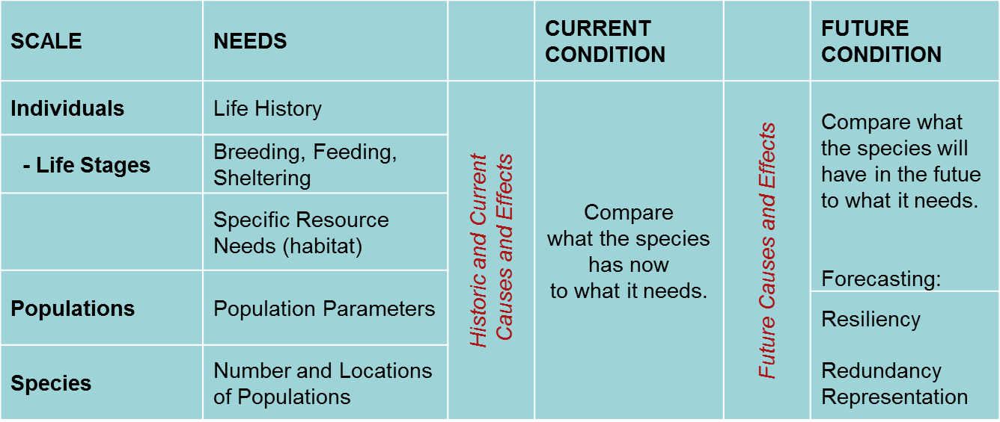 SCALE
NEEDS
CURRENT
CONDITION
FUTURE
CONDITION
Individuals
Life History
- Life Stages
Breeding, Feeding,
Sheltering
Specific Resource
Needs (habitat)
Populations
Population Parameters
Species
Number and Locations
of Populations
Historic and Current
Causes and Effects
Compare
what the species
has now
to what it needs.
Future Causes and Effects
Compare what
the species will
have in the futue
to what it needs.
Forecasting:
Resiliency
Redundancy
Representation